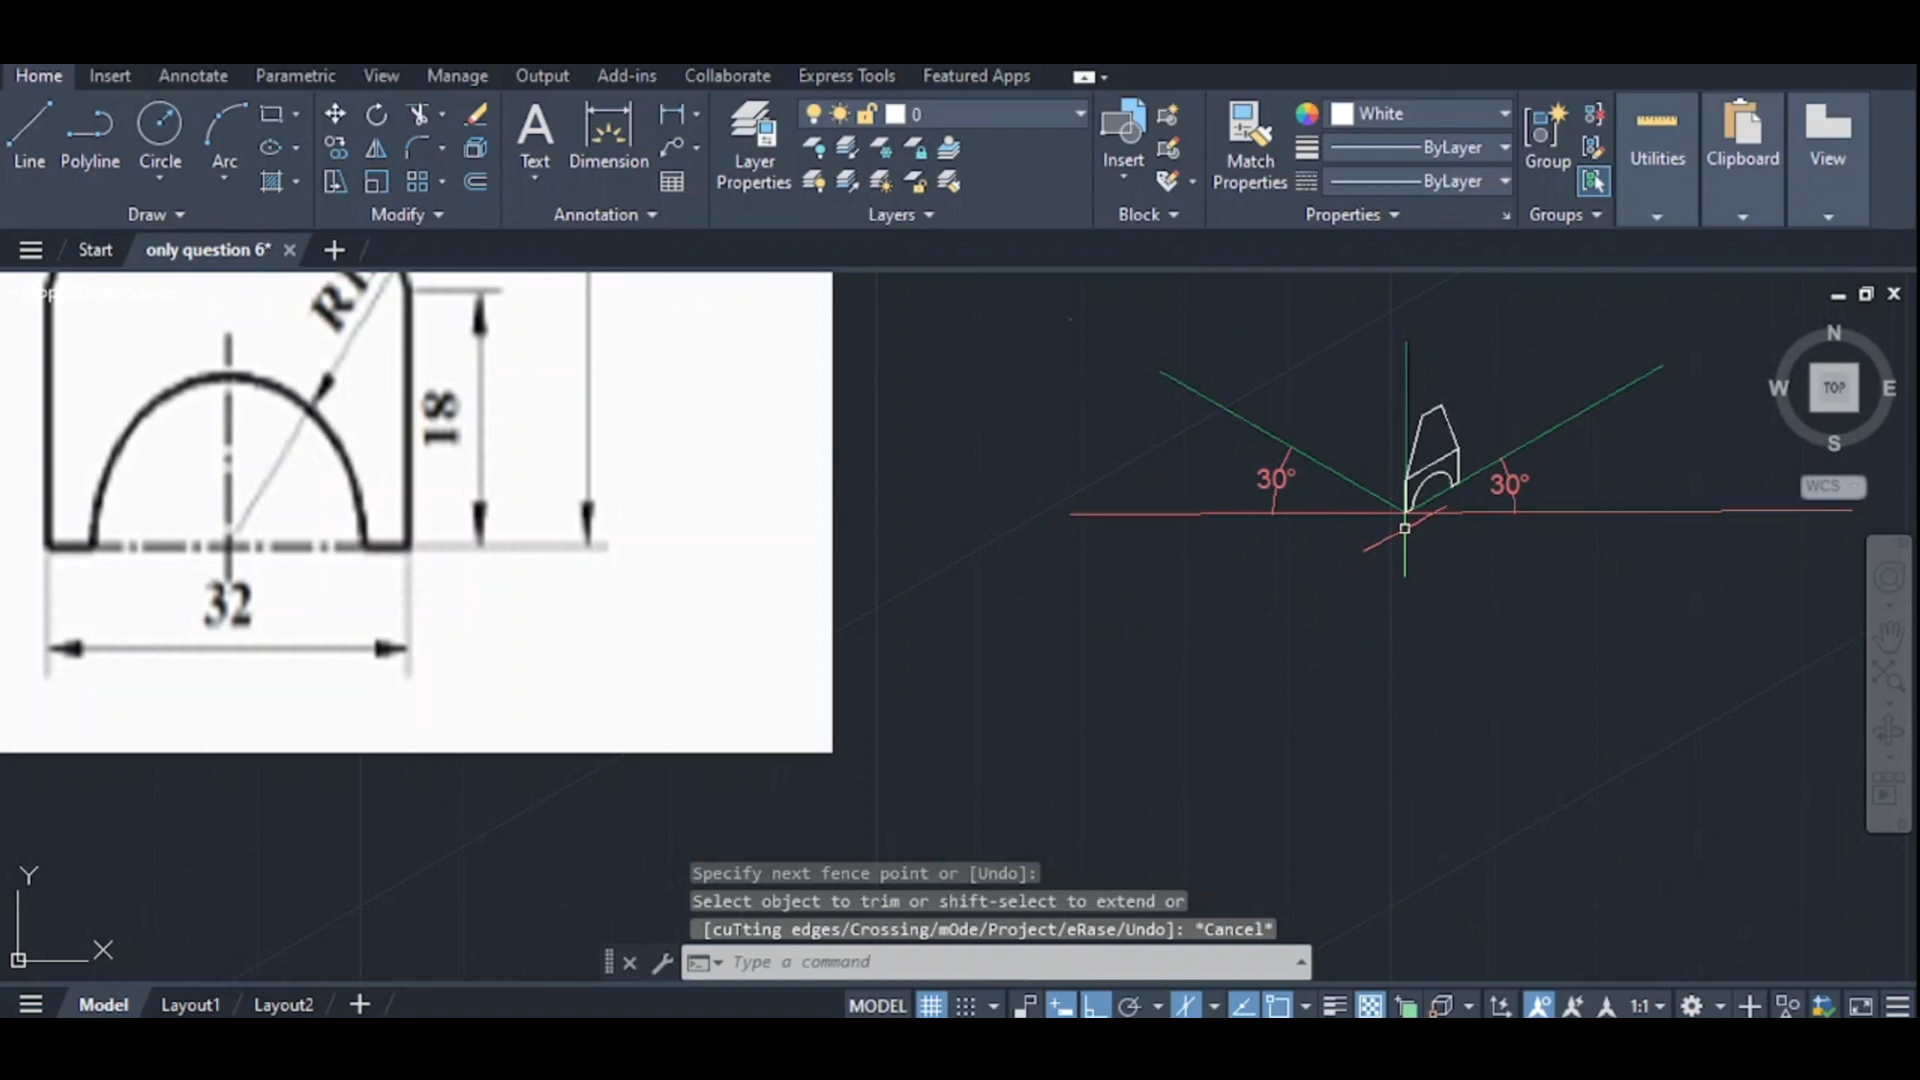 Home Insert Annotate Parametric View Manage Output Add-ins Collaborate Express Tools Featured Apps
0 White
Line Polyline Circle Arc Text Dimension Layer Properties Insert Match Properties ByLayer Group Utilities Clipboard View
ByLayer
Draw Modify Annotation Layers Block Properties Groups
Start only question 6*
R1
N
W TOP E
S
18
30° 30°
WCS
32
Specify next fence point or [Undo]:
Select object to trim or shift-select to extend or
[cuTting edges/Crossing/mOde/Project/eRase/Undo]: *Cancel*
Y
X
Type a command
Model Layout1 Layout2 MODEL 1:1